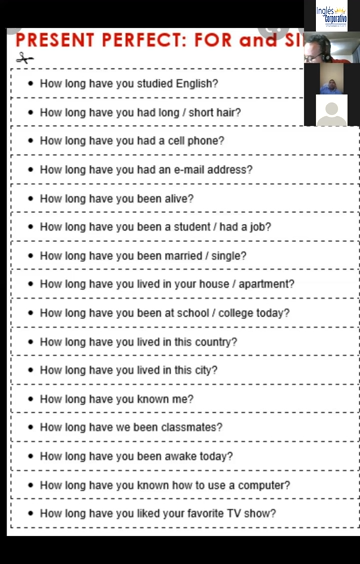 Inglés
Corporativo
PRESENT PERFECT: FOR and SI
• How long have you studied English?
• How long have you had long / short hair?
• How long have you had a cell phone?
• How long have you had an e-mail address?
• How long have you been alive?
• How long have you been a student / had a job?
• How long have you been married / single?
• How long have you lived in your house / apartment?
• How long have you been at school / college today?
• How long have you lived in this country?
• How long have you lived in this city?
• How long have you known me?
• How long have we been classmates?
• How long have you been awake today?
• How long have you known how to use a computer?
• How long have you liked your favorite TV show?